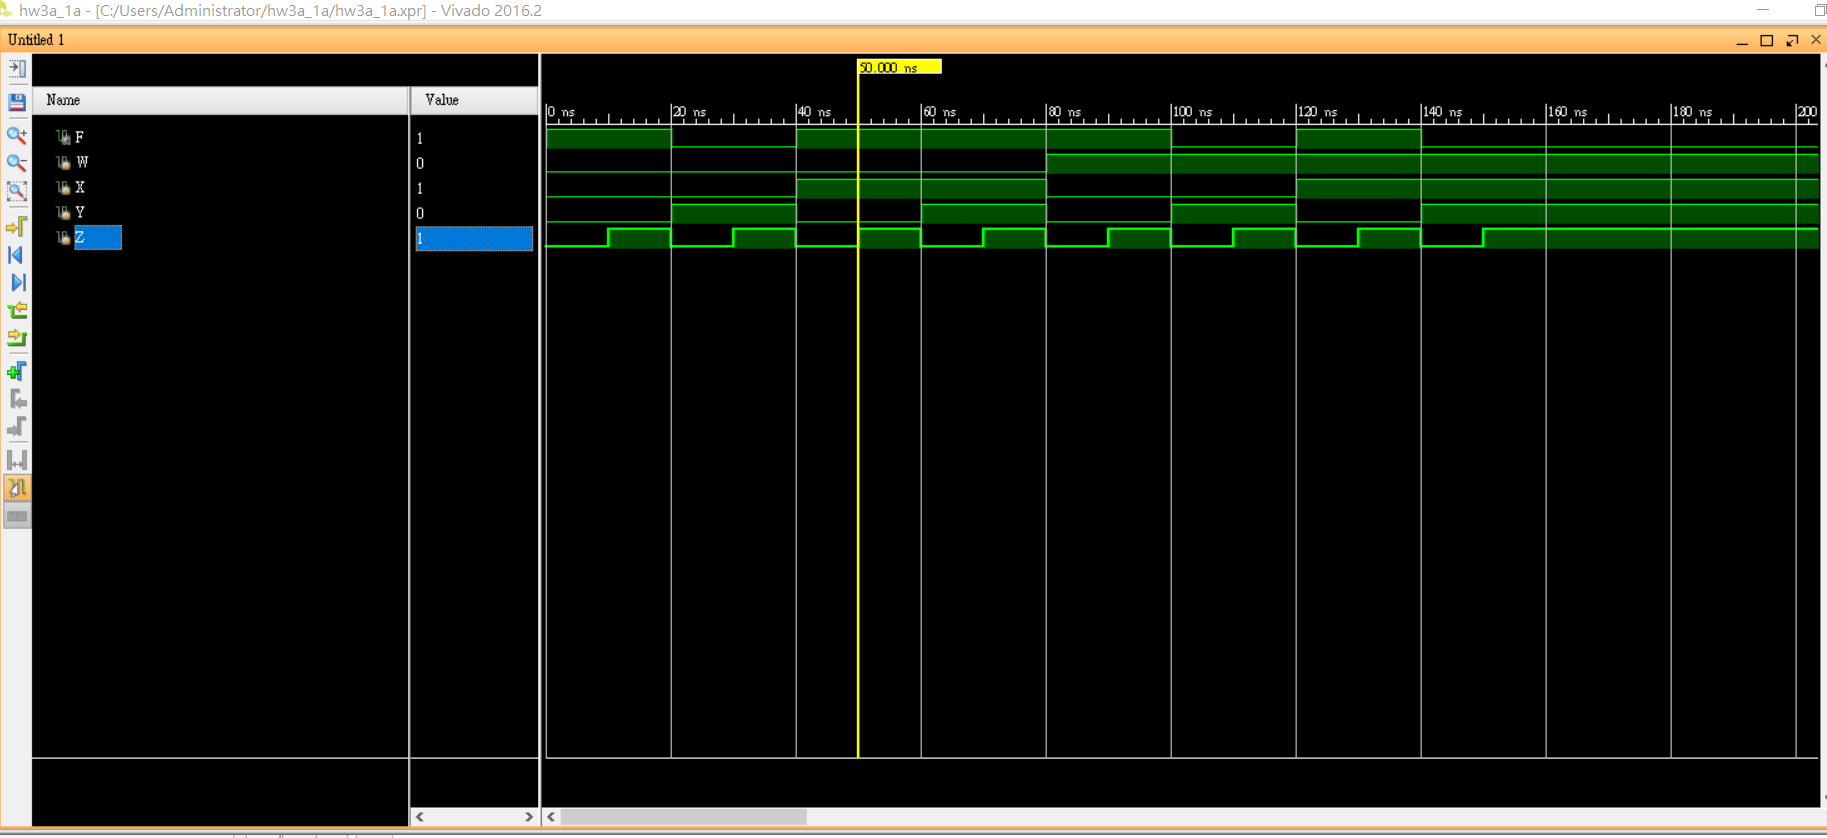 hw3a_1a - [C:/Users/Administrator/hw3a_1a/hw3a_1a.xpr] - Vivado 2016.2
Untitled 1
50.000 ns
Name Value
0 ns 20 ns 40 ns 60 ns 80 ns 100 ns 120 ns 140 ns 160 ns 180 ns 200
F 1
W 0
X 1
Y 0
Z 1